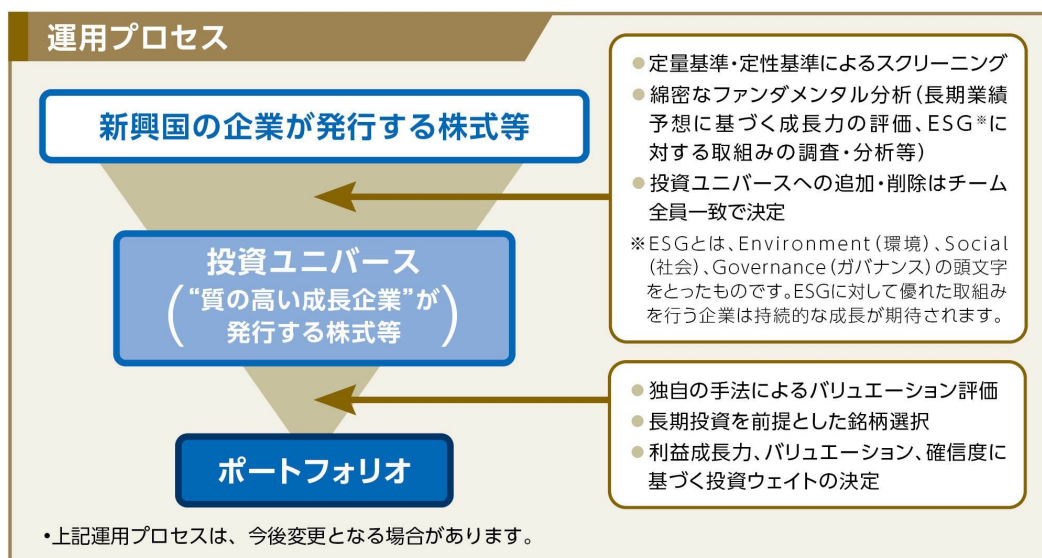 運用プロセス
新興国の企業が発行する株式等
●定量基準・定性基準によるスクリーニング
●綿密なファンダメンタル分析（長期業績
予想に基づく成長力の評価、ESG※に
対する取組みの調査・分析等）
●投資ユニバースへの追加・削除はチーム
全員一致で決定
※ESGとは、Environment（環境）、Social
（社会）、Governance（ガバナンス）の頭文字
をとったものです。ESGに対して優れた取組み
を行う企業は持続的な成長が期待されます。
投資ユニバース
（“質の高い成長企業”が
発行する株式等）
●独自の手法によるバリュエーション評価
●長期投資を前提とした銘柄選択
●利益成長力、バリュエーション、確信度に
基づく投資ウェイトの決定
ポートフォリオ
•上記運用プロセスは、今後変更となる場合があります。